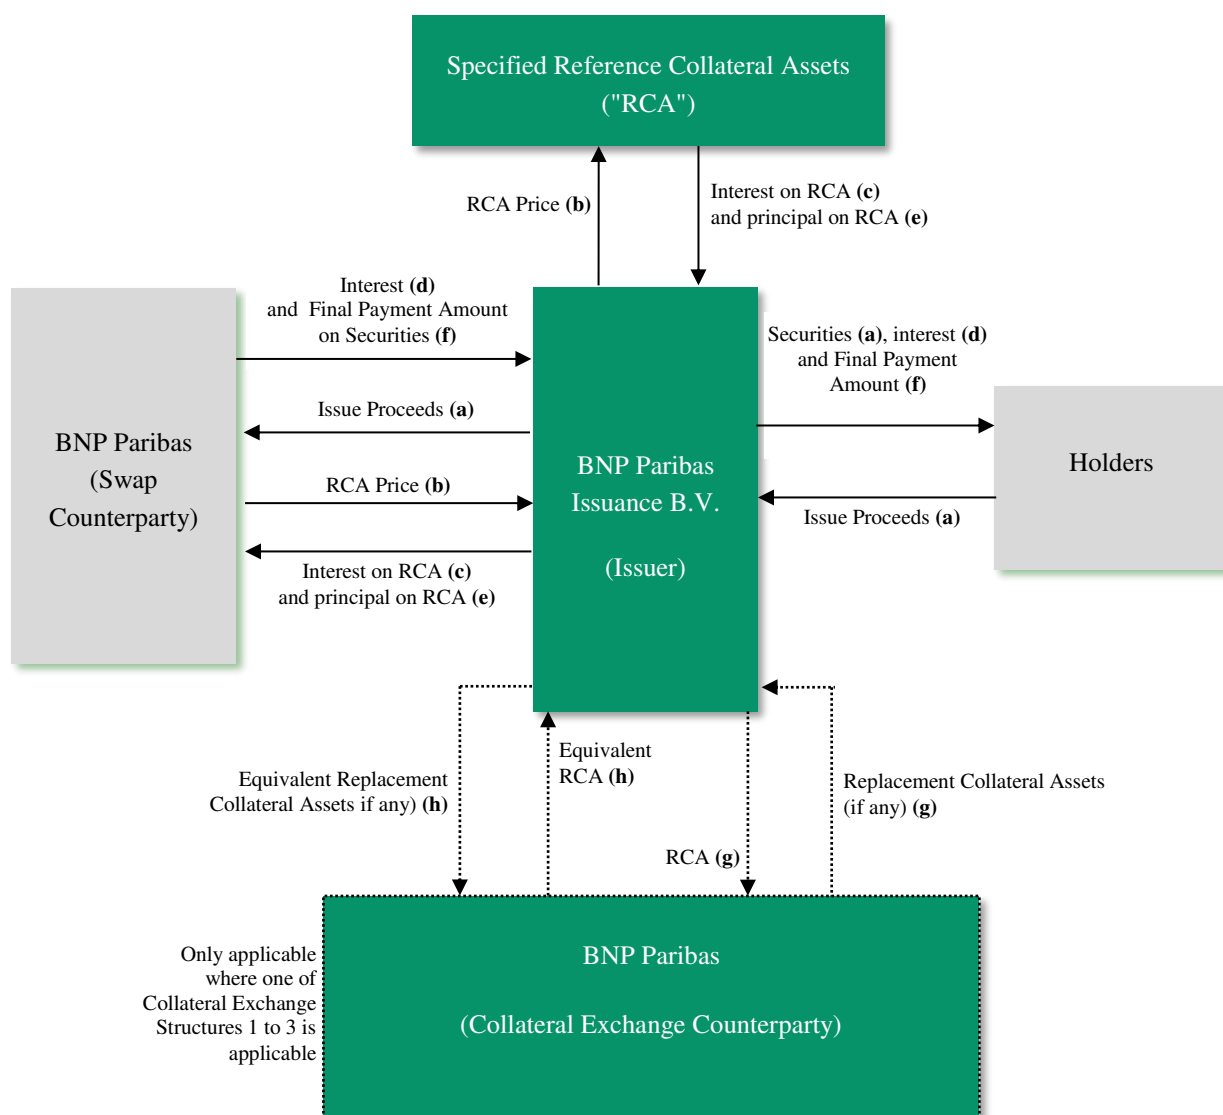 Specified Reference Collateral Assets
("RCA")
RCA Price (b)
Interest on RCA (c)
and principal on RCA (e)
Interest (d)
and Final Payment Amount
on Securities (f)
Securities (a), interest (d)
and Final Payment
Amount (f)
Issue Proceeds (a)
BNP Paribas
(Swap
Counterparty)
RCA Price (b)
BNP Paribas
Issuance B.V.
(Issuer)
Holders
Issue Proceeds (a)
Interest on RCA (c)
and principal on RCA (e)
Equivalent Replacement
Collateral Assets if any) (h)
Equivalent
RCA (h)
RCA (g)
Replacement Collateral Assets
(if any) (g)
Only applicable
where one of
Collateral Exchange
Structures 1 to 3 is
applicable
BNP Paribas
(Collateral Exchange Counterparty)